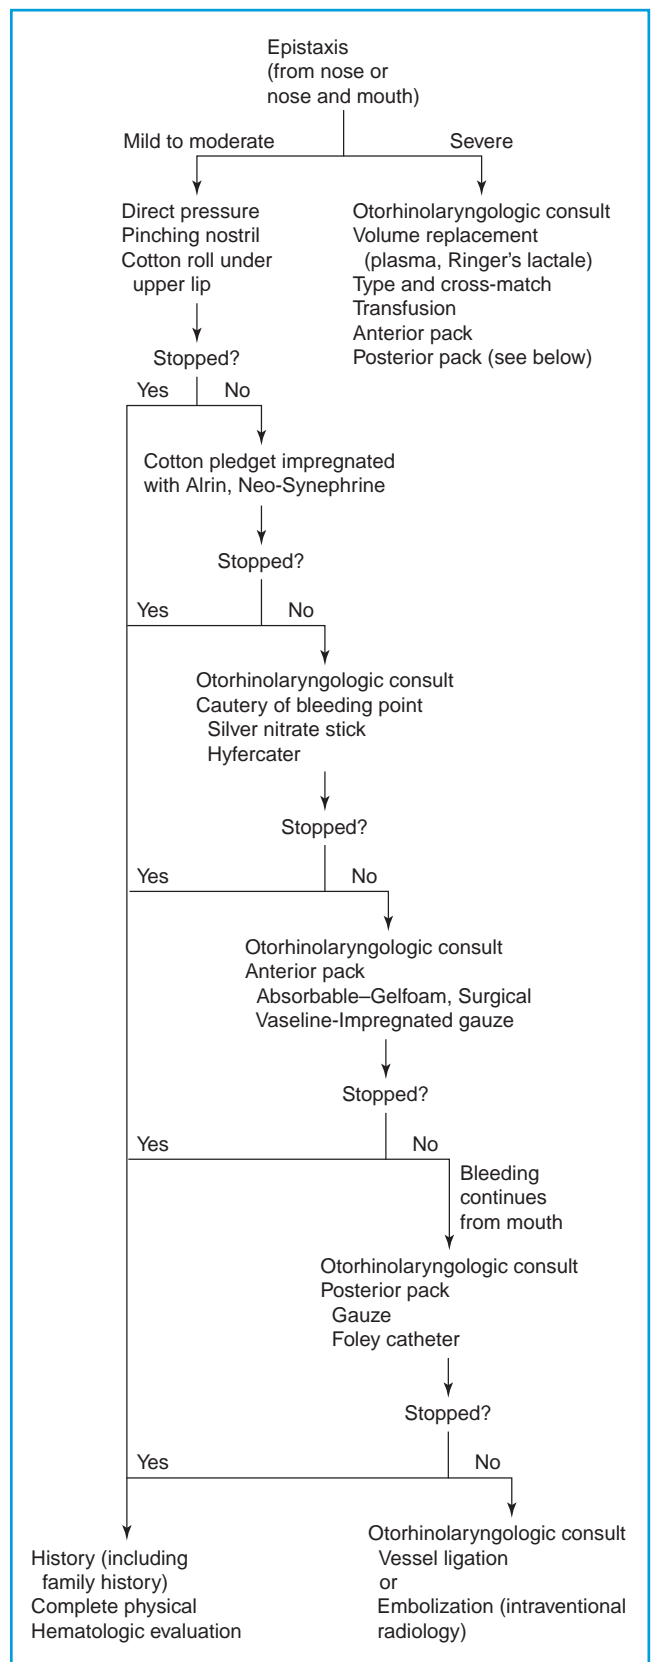 Epistaxis
(from nose or
nose and mouth)
Mild to moderate
Severe
Direct pressure
Pinching nostril
Cotton roll under
upper lip
Otorhinolaryngologic consult
Volume replacement
(plasma, Ringer's lactale)
Type and cross-match
Transfusion
Anterior pack
Posterior pack (see below)
Stopped?
Yes
No
Cotton pledget impregnated
with Alrin, Neo-Synephrine
Stopped?
Yes
No
Otorhinolaryngologic consult
Cautery of bleeding point
Silver nitrate stick
Hyfercater
Stopped?
Yes
No
Otorhinolaryngologic consult
Anterior pack
Absorbable–Gelfoam, Surgical
Vaseline-Impregnated gauze
Stopped?
Yes
No
Bleeding
continues
from mouth
Otorhinolaryngologic consult
Posterior pack
Gauze
Foley catheter
Stopped?
Yes
No
History (including
family history)
Complete physical
Hematologic evaluation
Otorhinolaryngologic consult
Vessel ligation
or
Embolization (intraventional
radiology)